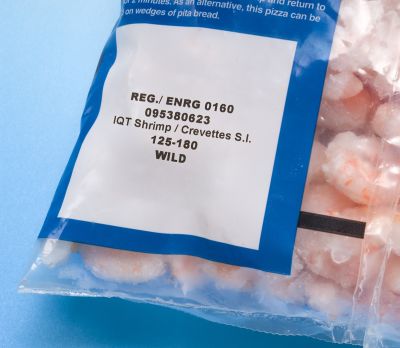 2 minutes. As an alternative, this pizza can be
on wedges of pita bread.
REG./ ENRG 0160
095380623
IQT Shrimp / Crevettes S.I.
125-180
WILD